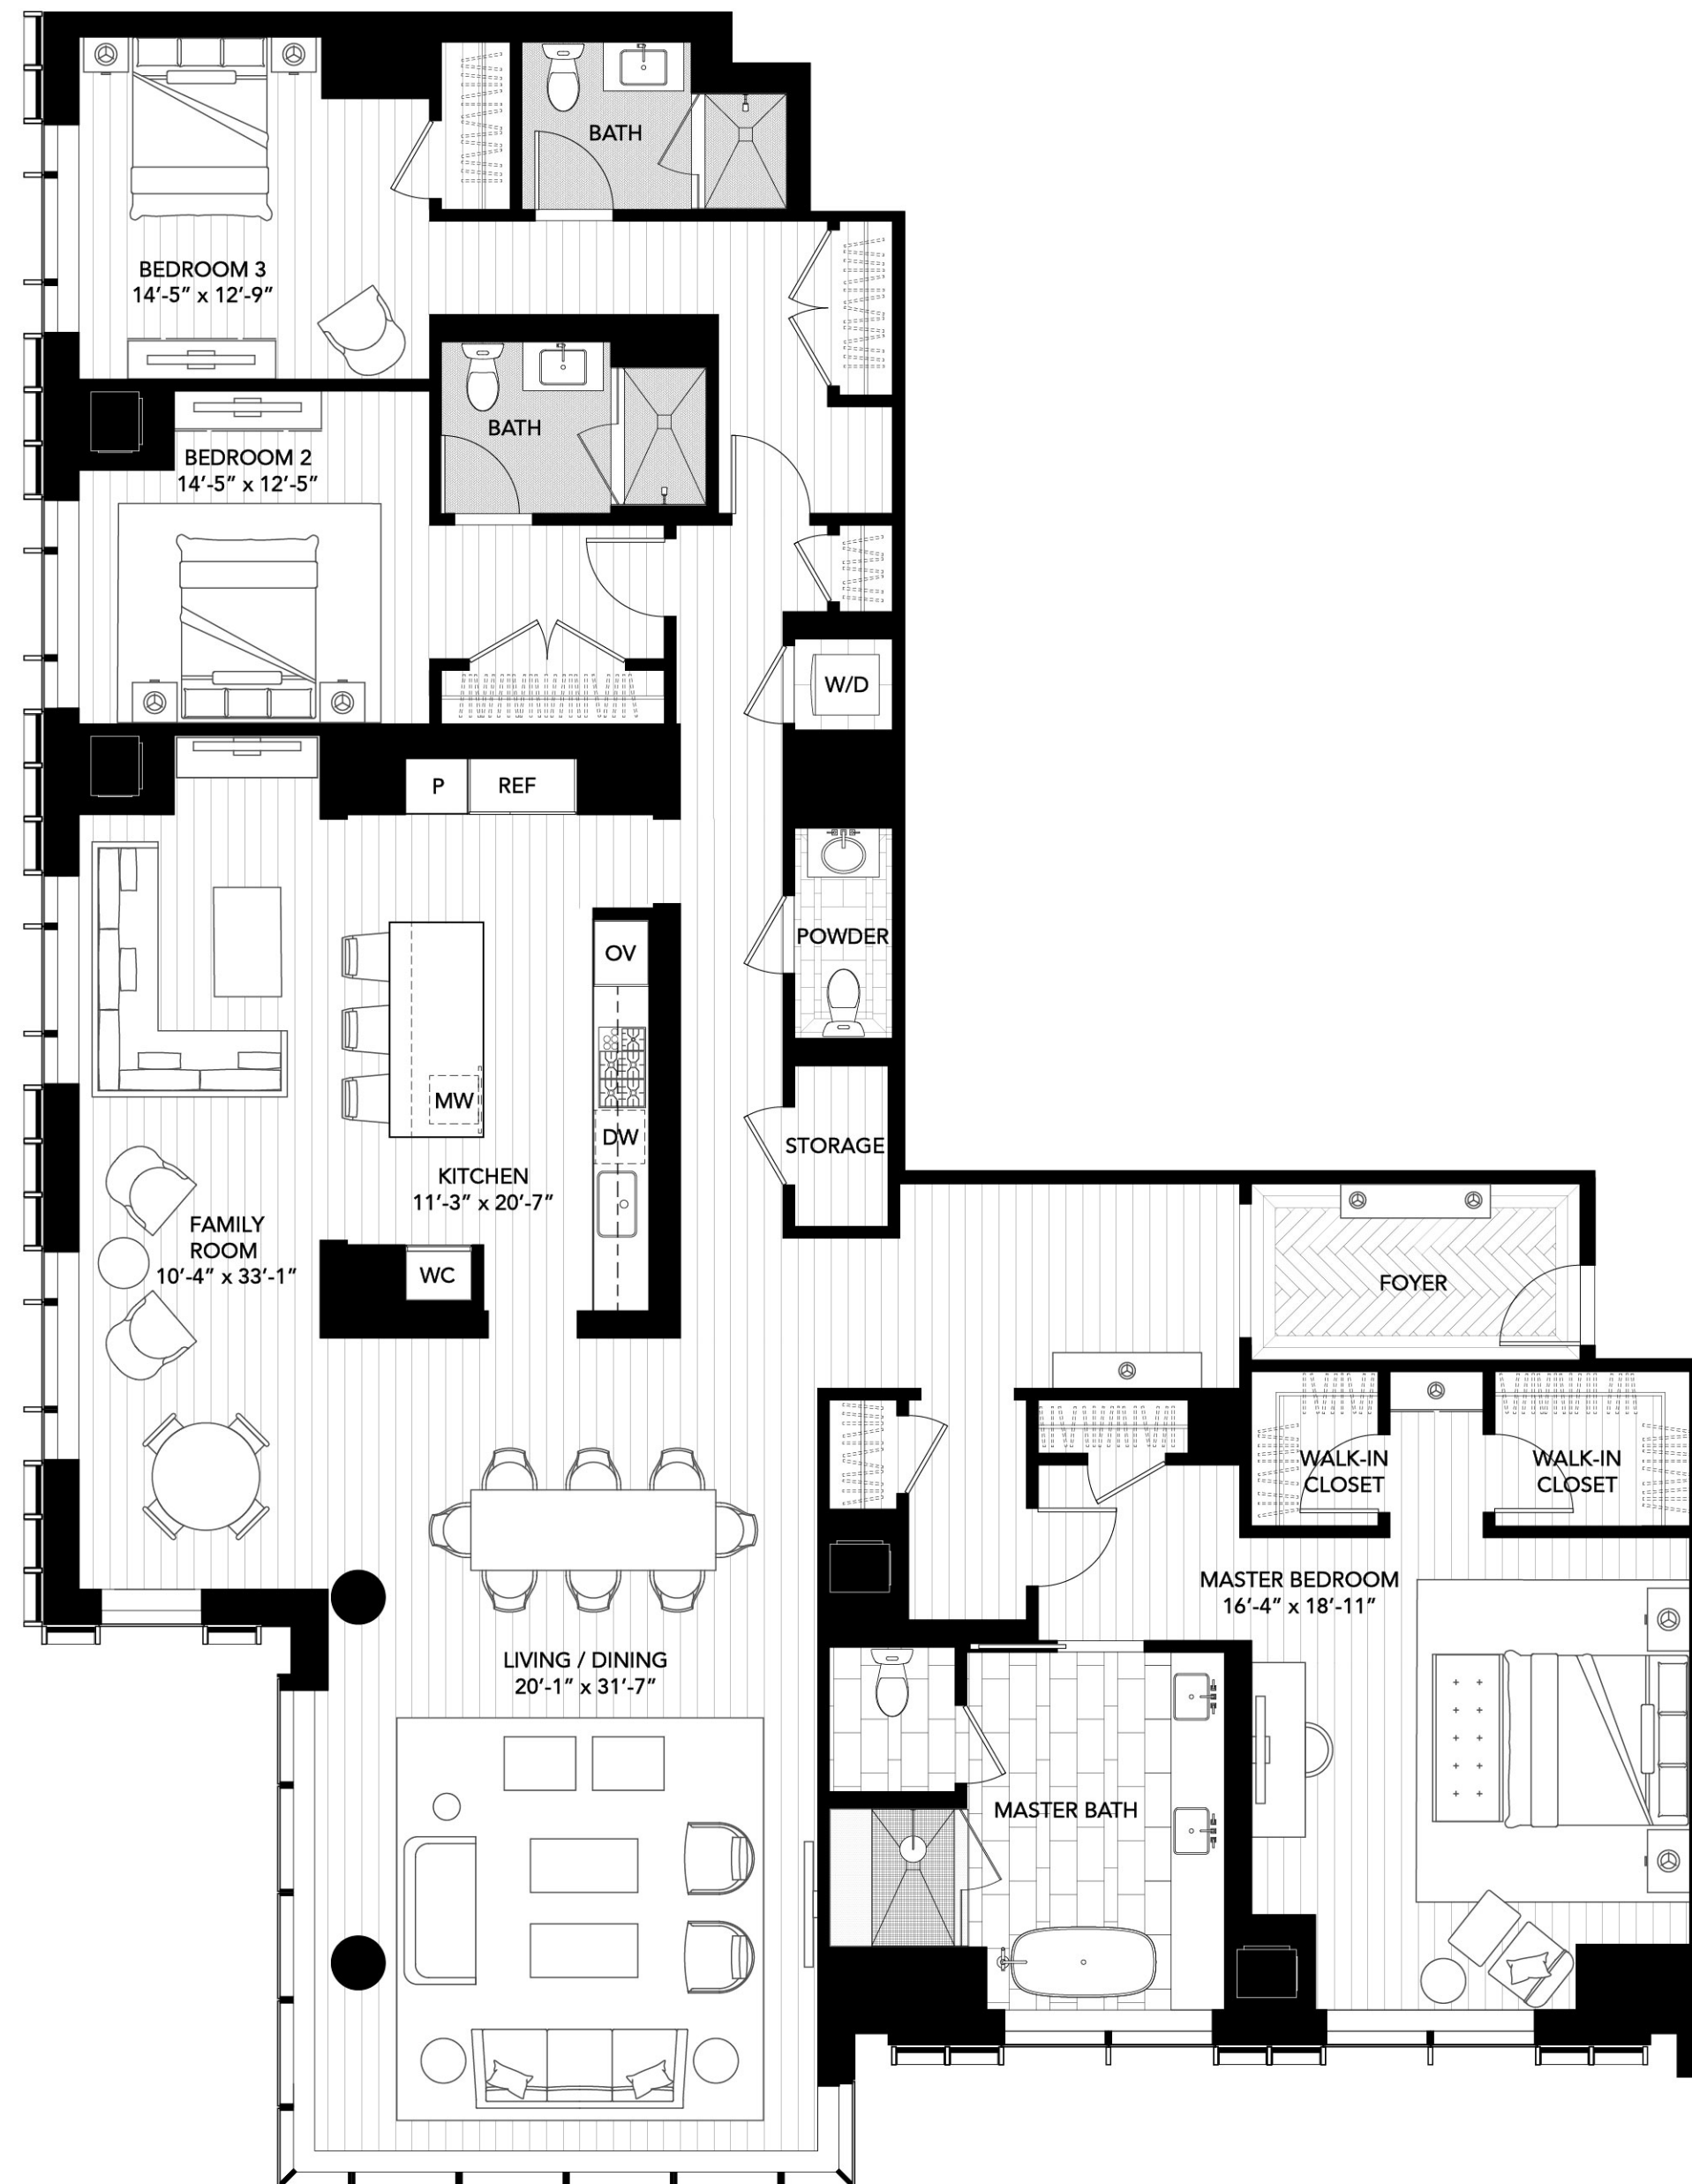 BATH
BEDROOM 3
14’-5” x 12’-9”
BATH
BEDROOM 2
14’-5” x 12’-5”
W/D
P
REF
POWDER
OV
MW
DW
STORAGE
KITCHEN
11’-3” x 20’-7”
FAMILY
ROOM
10’-4” x 33’-1”
WC
FOYER
WALK-IN
CLOSET
WALK-IN
CLOSET
MASTER BEDROOM
16’-4” x 18’-11”
LIVING / DINING
20’-1” x 31’-7”
MASTER BATH